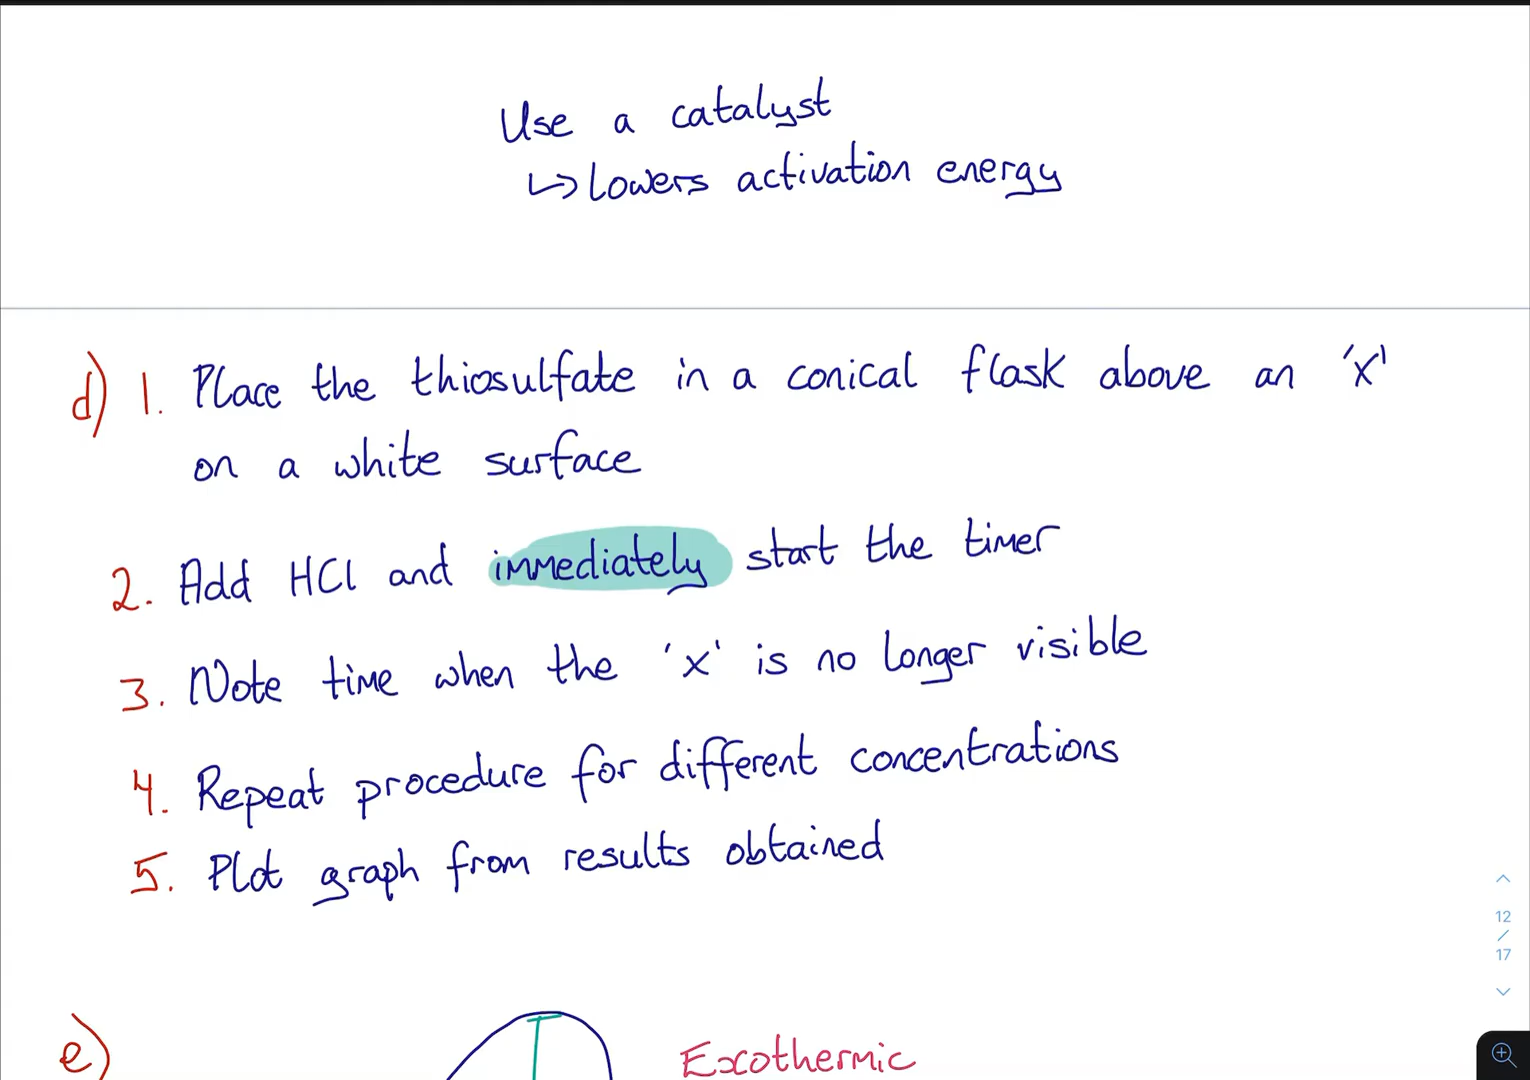 Use a catalyst
↳ Lowers activation energy
d) 1. Place the thiosulfate in a conical flask above an 'x'
on a white surface
2. Add HCl and immediately start the timer
3. Note time when the 'x' is no longer visible
4. Repeat procedure for different concentrations
5. Plot graph from results obtained
12
/
17
e)
Exothermic